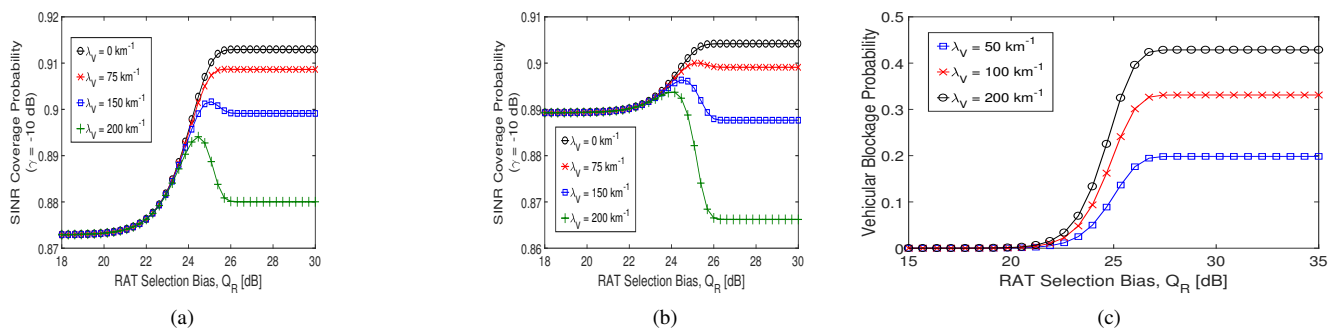 0.92
0.91
0.9
0.89
0.88
0.87
18 20 22 24 26 28 30
SINR Coverage Probability
(γ = -10 dB)
λV = 0 km-1
λV = 75 km-1
λV = 150 km-1
λV = 200 km-1
RAT Selection Bias, QR [dB]
(a)
0.91
0.9
0.89
0.88
0.87
0.86
18 20 22 24 26 28 30
SINR Coverage Probability
(γ = -10 dB)
λV = 0 km-1
λV = 75 km-1
λV = 150 km-1
λV = 200 km-1
RAT Selection Bias, QR [dB]
(b)
0.5
0.4
0.3
0.2
0.1
0
15 20 25 30 35
Vehicular Blockage Probability
λV = 50 km-1
λV = 100 km-1
λV = 200 km-1
RAT Selection Bias, QR [dB]
(c)